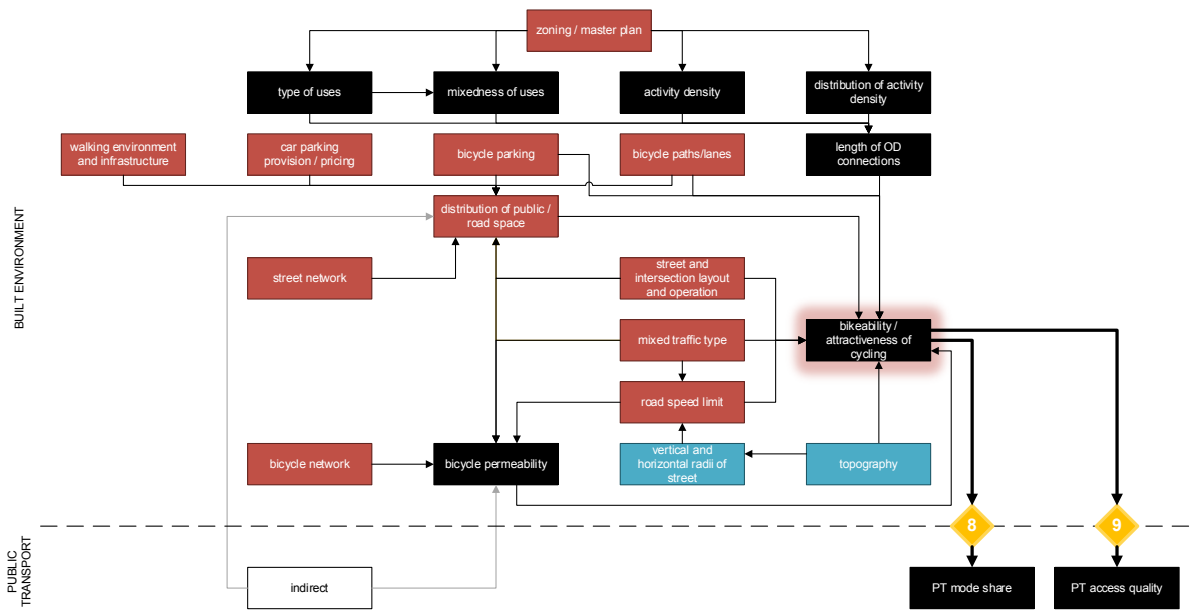 zoning / master plan
type of uses
mixedness of uses
activity density
distribution of activity
density
walking environment
and infrastructure
car parking
provision / pricing
bicycle parking
bicycle paths/lanes
length of OD
connections
distribution of public /
road space
street network
street and
intersection layout
and operation
BUILT ENVIRONMENT
mixed traffic type
bikeability /
attractiveness of
cycling
road speed limit
bicycle network
bicycle permeability
vertical and
horizontal radii of
street
topography
8
9
PUBLIC
TRANSPORT
indirect
PT mode share
PT access quality